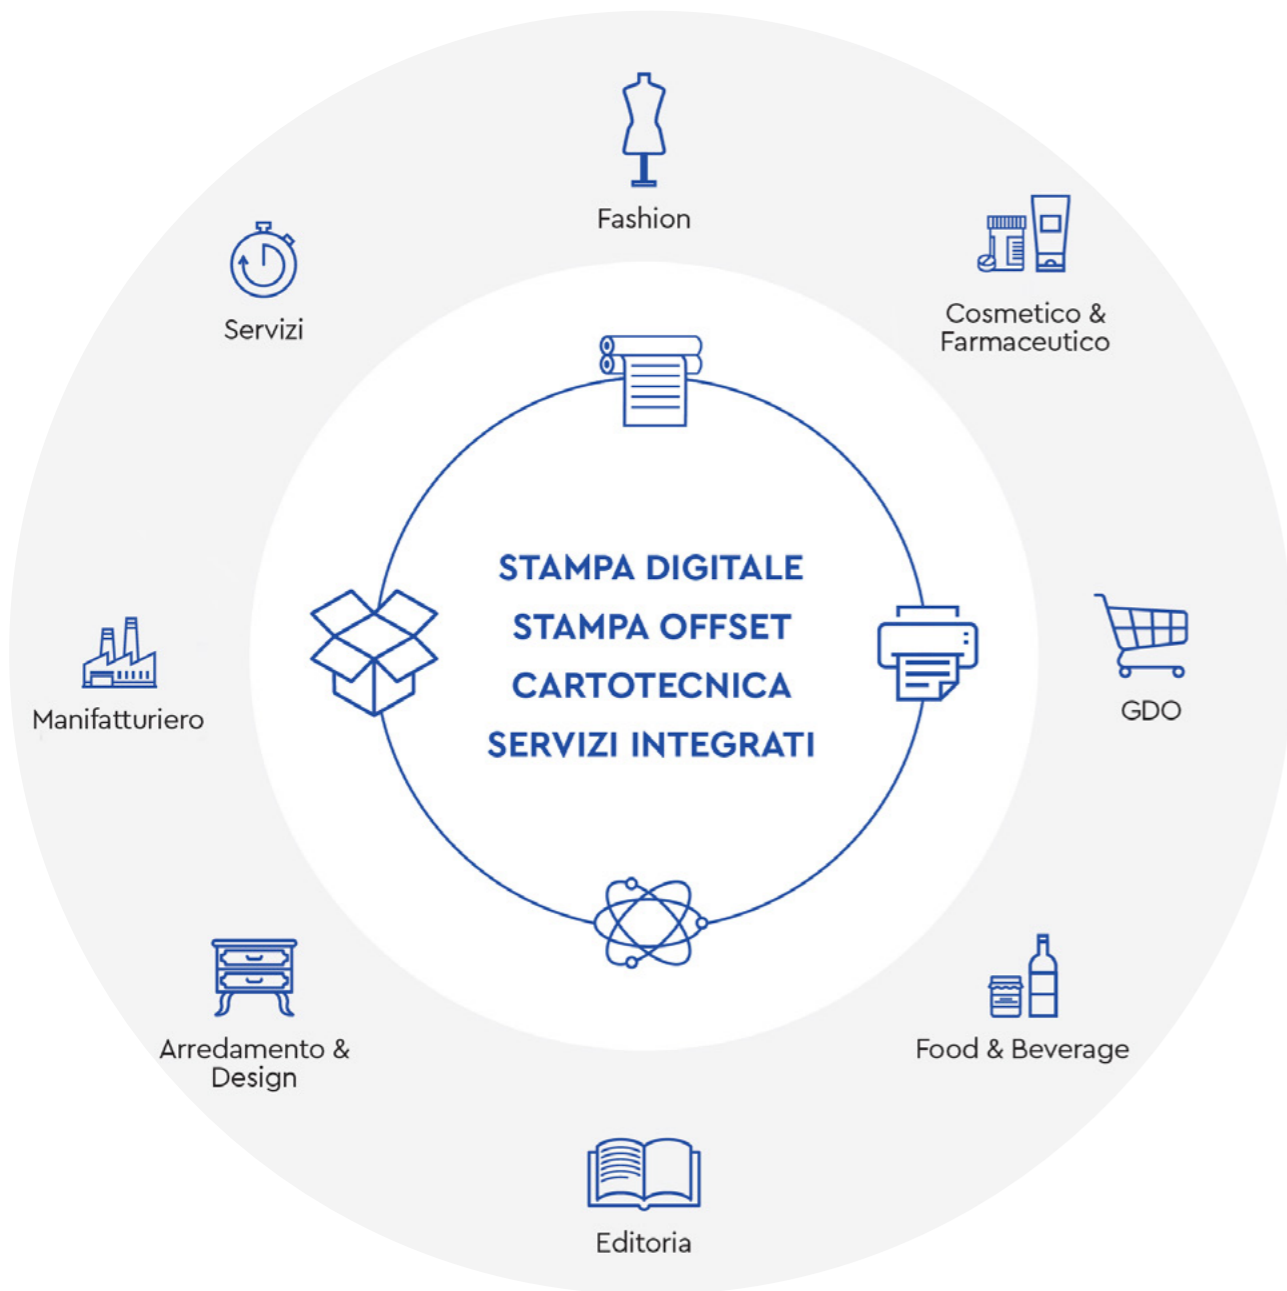 Fashion
Servizi
Cosmetico &
Farmaceutico
STAMPA DIGITALE
STAMPA OFFSET
CARTOTECNICA
SERVIZI INTEGRATI
Manifatturiero
GDO
Arredamento &
Design
Food & Beverage
Editoria